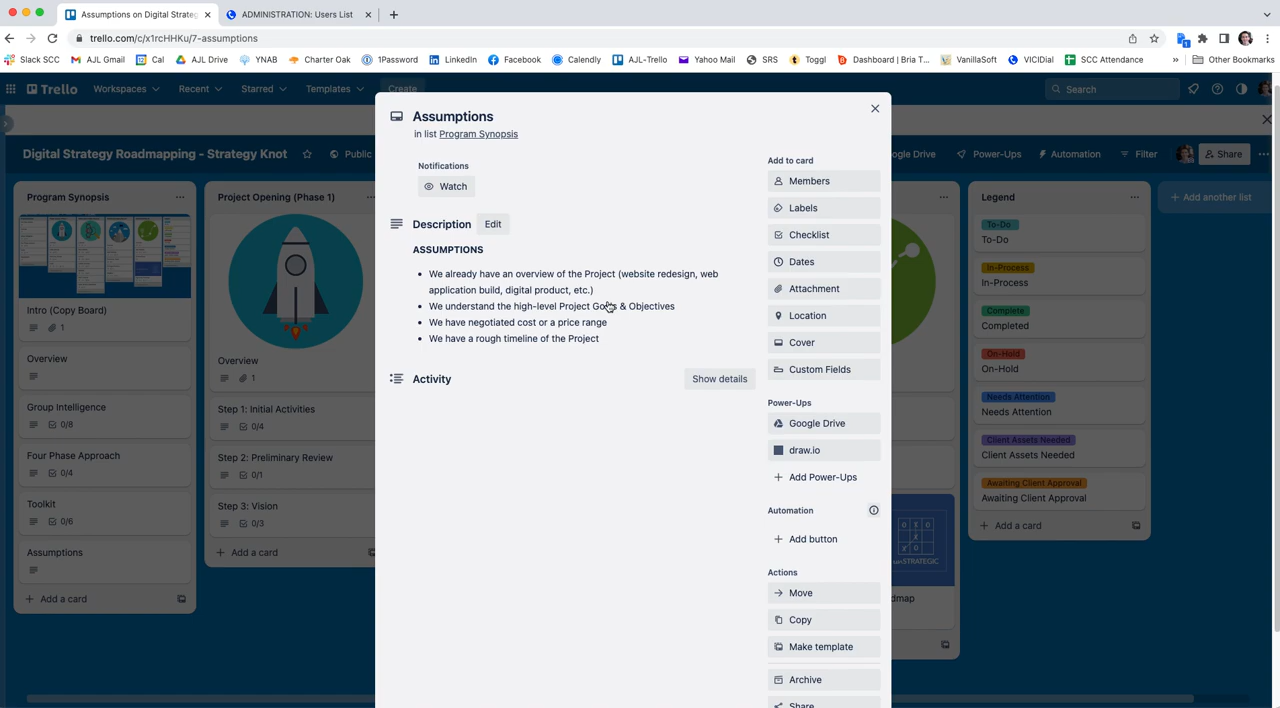 Assumptions on Digital Strateg
ADMINISTRATION: Users List
trello.com/c/x1rcHHKu/7-assumptions
Slack SCC
AJL Gmail
Cal
AJL Drive
YNAB
Charter Oak
1Password
LinkedIn
Facebook
Calendly
AJL-Trello
Yahoo Mail
SRS
Toggl
Dashboard | Bria T...
VanillaSoft
VICIDial
SCC Attendance
»
Other Bookmarks
Trello
Workspaces
Recent
Starred
Templates
Create
Search
Digital Strategy Roadmapping - Strategy Knot
Public
Power-Ups
Automation
Filter
Share
Program Synopsis
Intro (Copy Board)
1
Overview
Group Intelligence
0/8
Four Phase Approach
0/4
Toolkit
0/6
Assumptions
+ Add a card
Project Opening (Phase 1)
Overview
1
Step 1: Initial Activities
0/4
Step 2: Preliminary Review
0/1
Step 3: Vision
0/3
+ Add a card
Assumptions
in list Program Synopsis
Notifications
Watch
Description
Edit
ASSUMPTIONS
• We already have an overview of the Project (website redesign, web
application build, digital product, etc.)
• We understand the high-level Project Goals & Objectives
• We have negotiated cost or a price range
• We have a rough timeline of the Project
Activity
Show details
Add to card
Members
Labels
Checklist
Dates
Attachment
Location
Cover
Custom Fields
Power-Ups
Google Drive
draw.io
+ Add Power-Ups
Automation
+ Add button
Actions
Move
Copy
Make template
Archive
Share
Legend
To-Do
To-Do
In-Process
In-Process
Complete
Completed
On-Hold
On-Hold
Needs Attention
Needs Attention
Client Assets Needed
Client Assets Needed
Awaiting Client Approval
Awaiting Client Approval
+ Add a card
+ Add another list